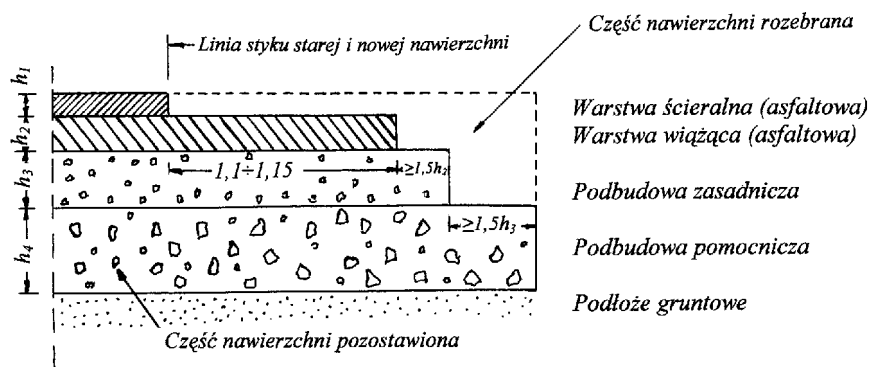 Linia styku starej i nowej nawierzchni
Część nawierzchni rozebrana
h₁
Warstwa ścieralna (asfaltowa)
h₂
Warstwa wiążąca (asfaltowa)
h₃
1,1÷1,15
≥1,5h₂
Podbudowa zasadnicza
≥1,5h₃
h₄
Podbudowa pomocnicza
Podłoże gruntowe
Część nawierzchni pozostawiona